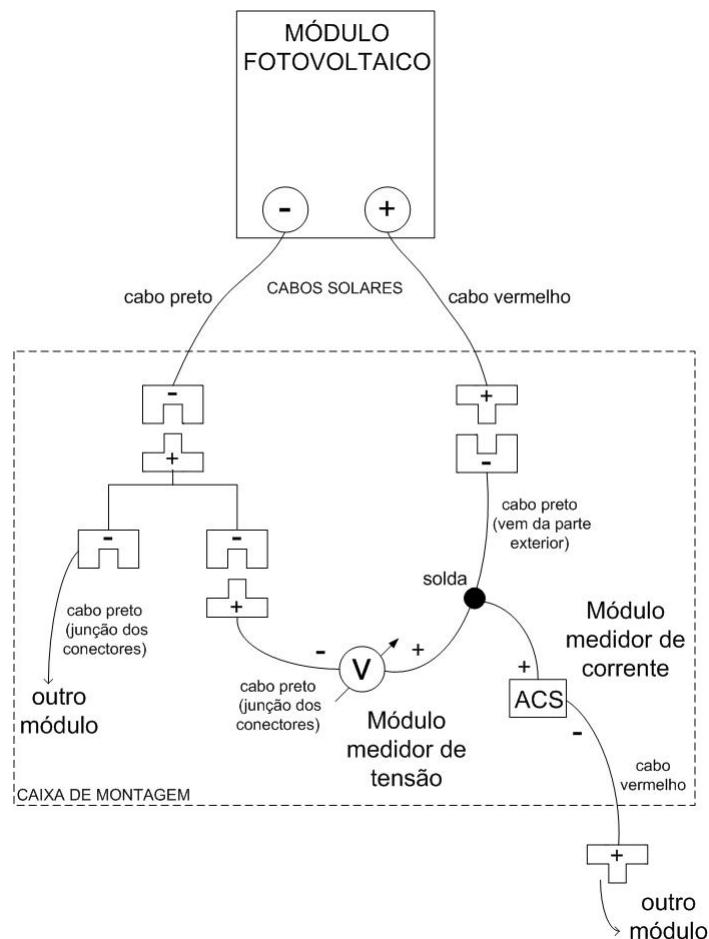 MÓDULO
FOTOVOLTAICO
-
+
cabo preto
CABOS SOLARES
cabo vermelho
-
+
+
-
-
-
cabo preto
(vem da parte
exterior)
solda
+
cabo preto
(junção dos
conectores)
outro
módulo
-
V
+
cabo preto
(junção dos
conectores)
Módulo
medidor de
tensão
Módulo
medidor de
corrente
+
ACS
-
cabo
vermelho
CAIXA DE MONTAGEM
+
outro
módulo